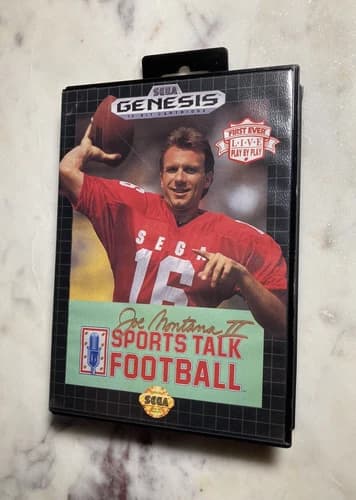 SEGA
GENESIS
16-BIT CARTRIDGE
"FIRST EVER"
LIVE
PLAY BY PLAY
16
SEGA
16
Joe Montana II
SPORTS TALK
FOOTBALL
SEGA